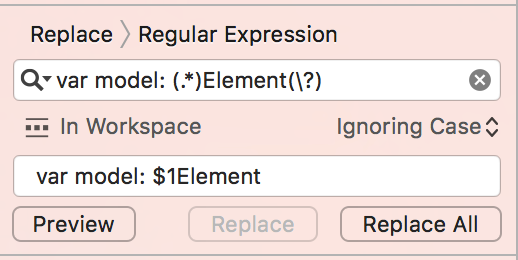 Replace > Regular Expression
var model: (.*)Element(\?)
In Workspace Ignoring Case
var model: $1Element
Preview Replace Replace All